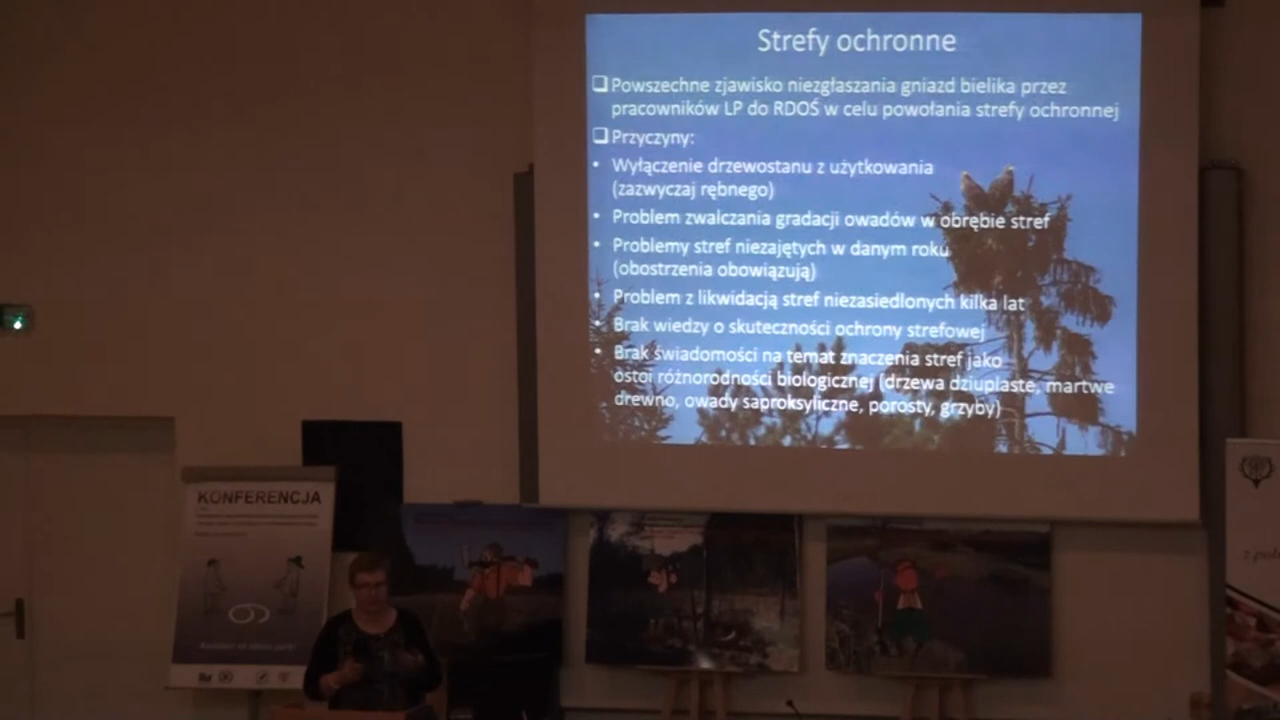 Strefy ochronne
Powszechne zjawisko niezgłaszania gniazd bielika przez
pracowników LP do RDOŚ w celu powołania strefy ochronnej
Przyczyny:
• Wyłączenie drzewostanu z użytkowania
(zazwyczaj rębnego)
• Problem zwalczania gradacji owadów w obrębie stref
• Problemy stref niezajętych w danym roku
(obostrzenia obowiązują)
• Problem z likwidacją stref niezasiedlonych kilka lat
• Brak wiedzy o skuteczności ochrony strefowej
• Brak świadomości na temat znaczenia stref jako
ostoi różnorodności biologicznej (drzewa dziuplaste, martwe
drewno, owady saproksyliczne, porosty, grzyby)
KONFERENCJA